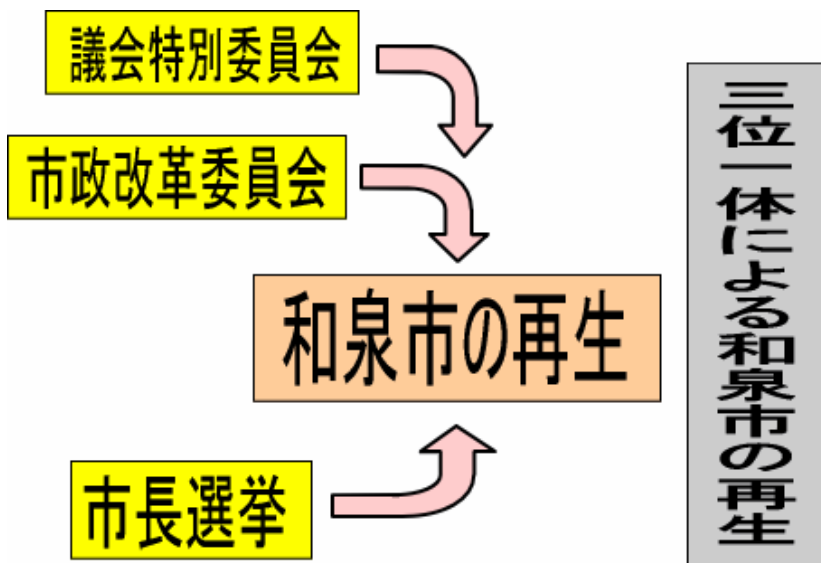 議会特別委員会
市政改革委員会
和泉市の再生
市長選挙
三位一体による和泉市の再生